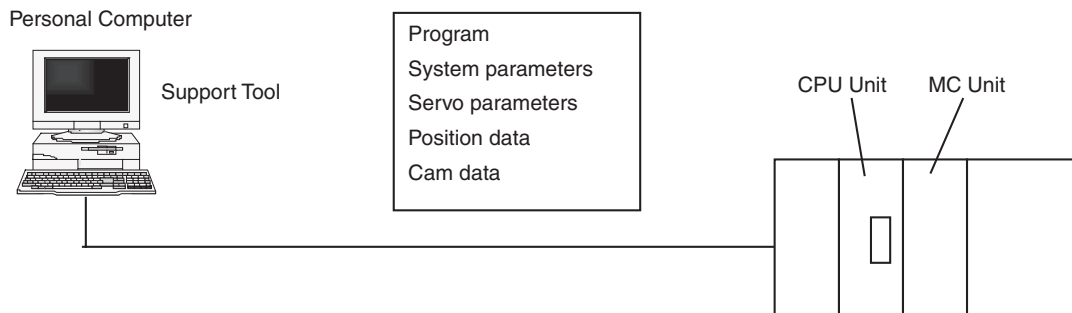 Personal Computer
Support Tool
Program
System parameters
Servo parameters
Position data
Cam data
CPU Unit
MC Unit